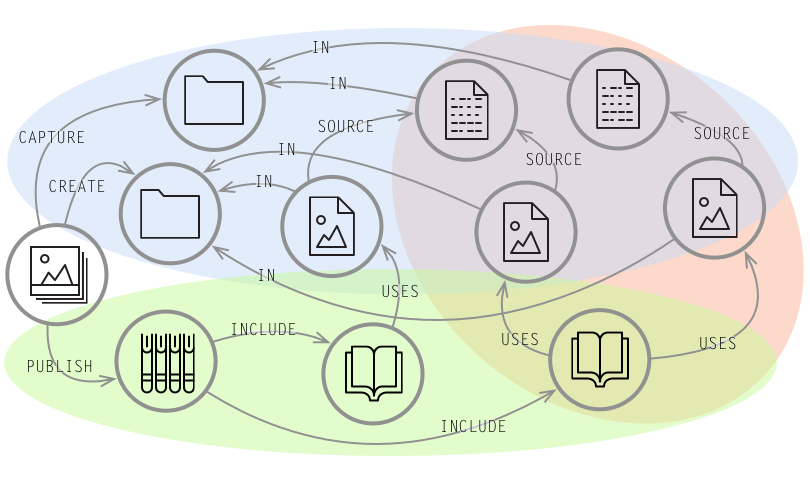 IN
IN
SOURCE
CAPTURE
SOURCE
IN
SOURCE
IN
CREATE
IN
USES
INCLUDE
USES
USES
PUBLISH
INCLUDE